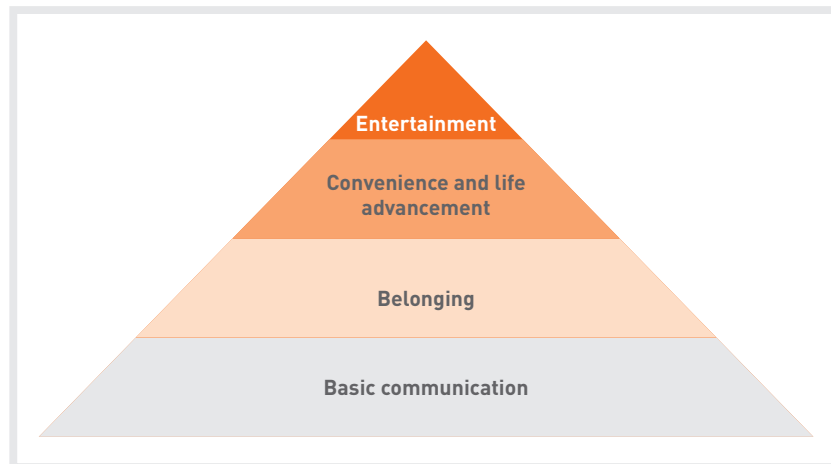 Entertainment
Convenience and life
advancement
Belonging
Basic communication